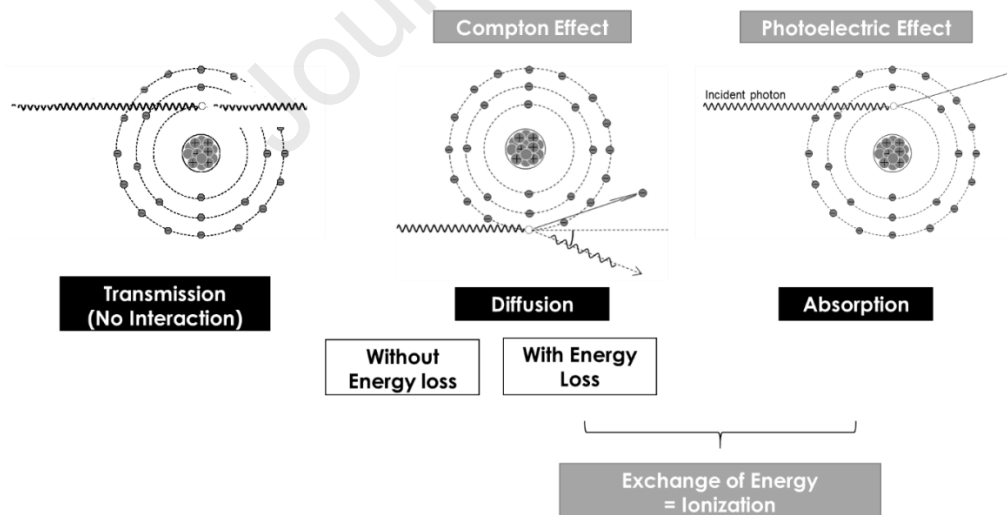 Jour
Compton Effect
Photoelectric Effect
Incident photon
Transmission
(No Interaction)
Diffusion
Absorption
Without
Energy loss
With Energy
Loss
Exchange of Energy
= Ionization